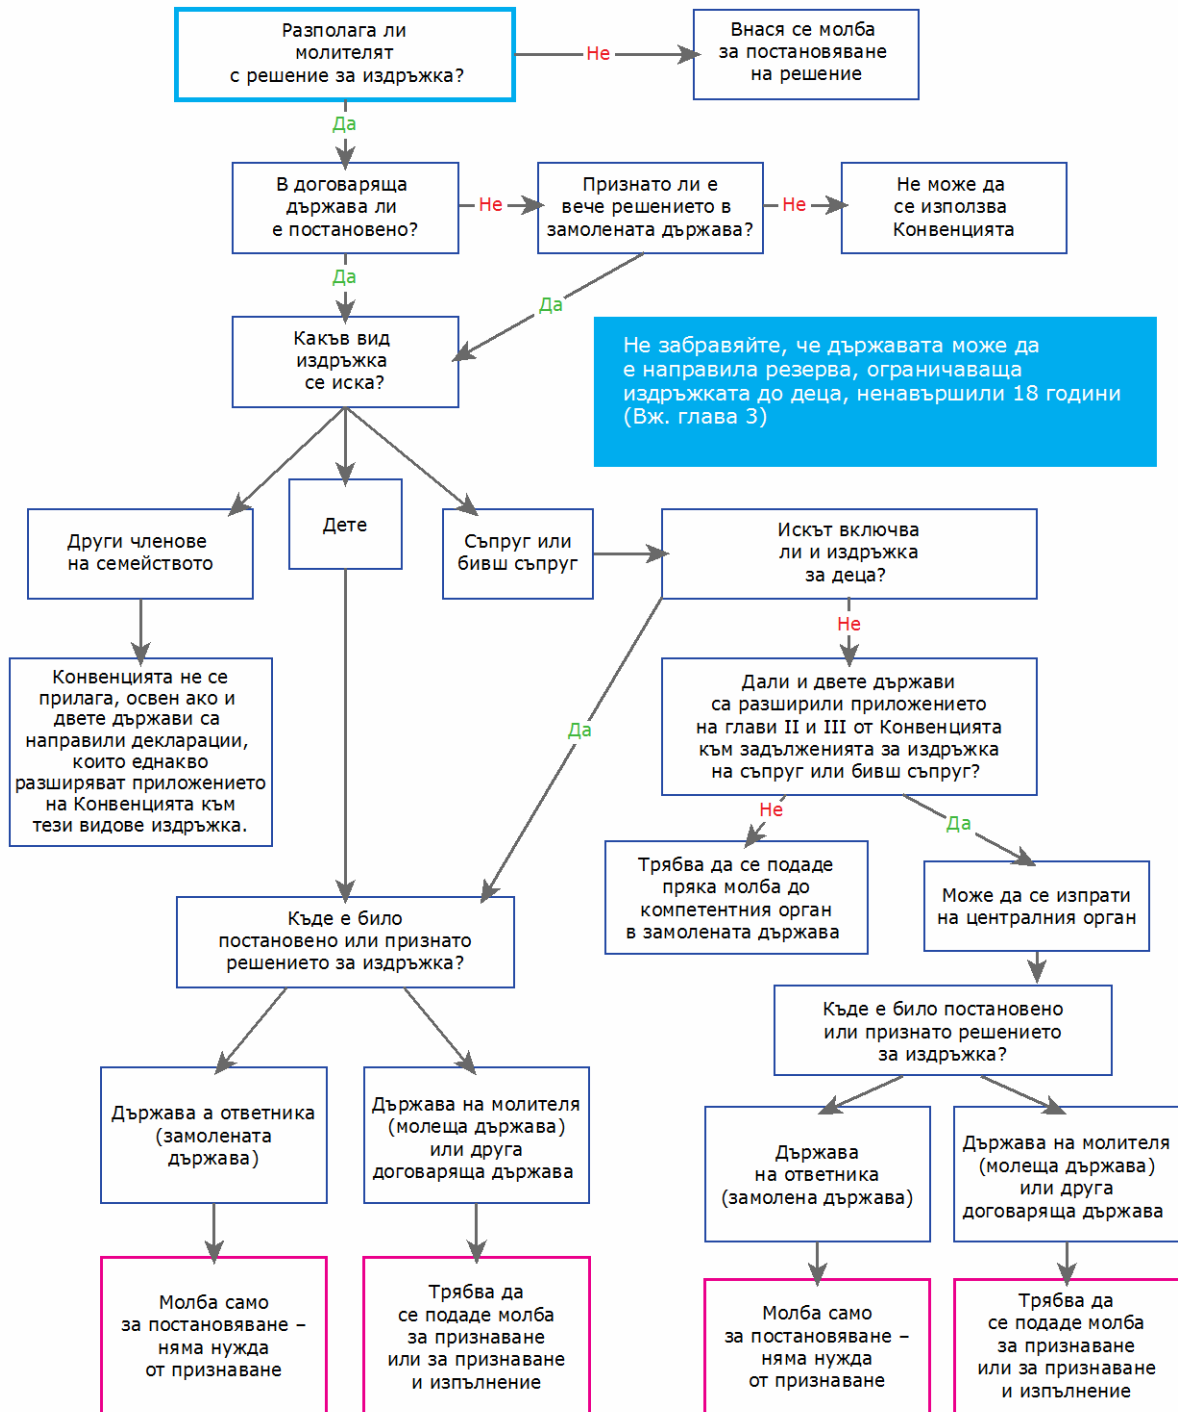 Разполага ли
молителят
с решение за издръжка?
Не
Внася се молба
за постановяване
на решение
Да
В договаряща
държава ли
е постановено?
Не
Признато ли е
вече решението в
замолената държава?
Не
Не може да
се използва
Конвенцията
Да
Да
Какъв вид
издръжка
се иска?
Не забравяйте, че държавата може да
е направила резерва, ограничаваща
издръжката до деца, ненавършили 18 години
(Вж. глава 3)
Други членове
на семейството
Дете
Съпруг или
бивш съпруг
Искът включва
ли и издръжка
за деца?
Не
Конвенцията не се
прилага, освен ако и
двете държави са
направили декларации,
които еднакво
разширяват приложението
на Конвенцията към
тези видове издръжка.
Да
Дали и двете държави
са разширили приложението
на глави II и III от Конвенцията
към задълженията за издръжка
на съпруг или бивш съпруг?
Не
Да
Трябва да се подаде
пряка молба до
компетентния орган
в замолената държава
Може да се изпрати
на централния орган
Къде е било
постановено или признато
решението за издръжка?
Къде е било постановено
или признато решението
за издръжка?
Държава а ответника
(замолената
държава)
Държава на молителя
(молеща държава)
или друга
договаряща държава
Държава
на ответника
(замолена държава)
Държава на молителя
(молеща държава)
или друга
договаряща държава
Молба само
за постановяване –
няма нужда
от признаване
Трябва да
се подаде молба
за признаване
или за признаване
и изпълнение
Молба само
за постановяване –
няма нужда
от признаване
Трябва да
се подаде молба
за признаване
или за признаване
и изпълнение